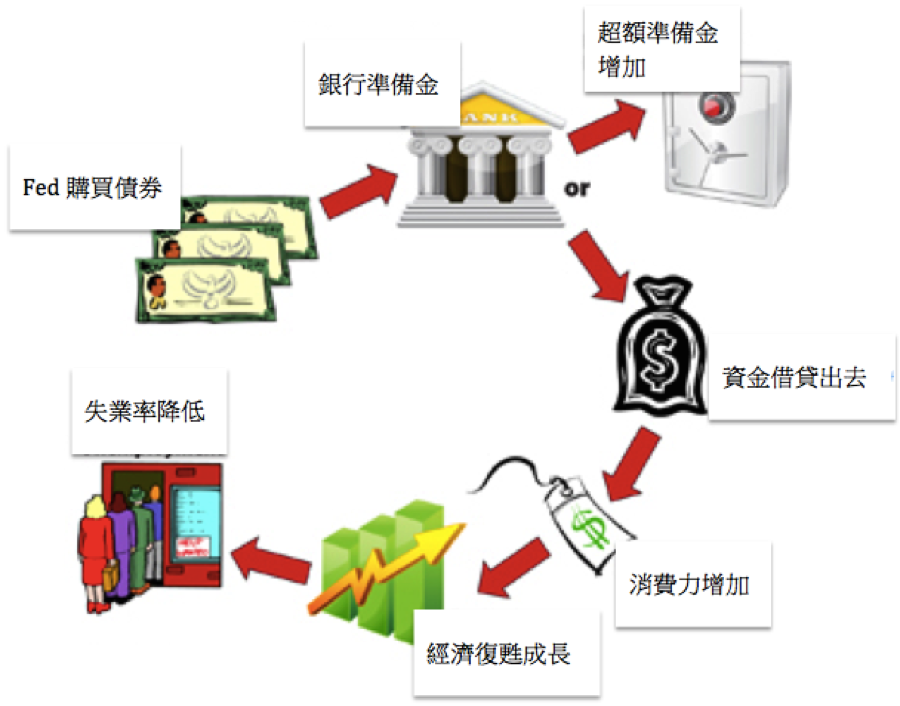 超額準備金
增加
銀行準備金
BANK
or
Fed 購買債券
$
資金借貸出去
失業率降低
$
消費力增加
經濟復甦成長